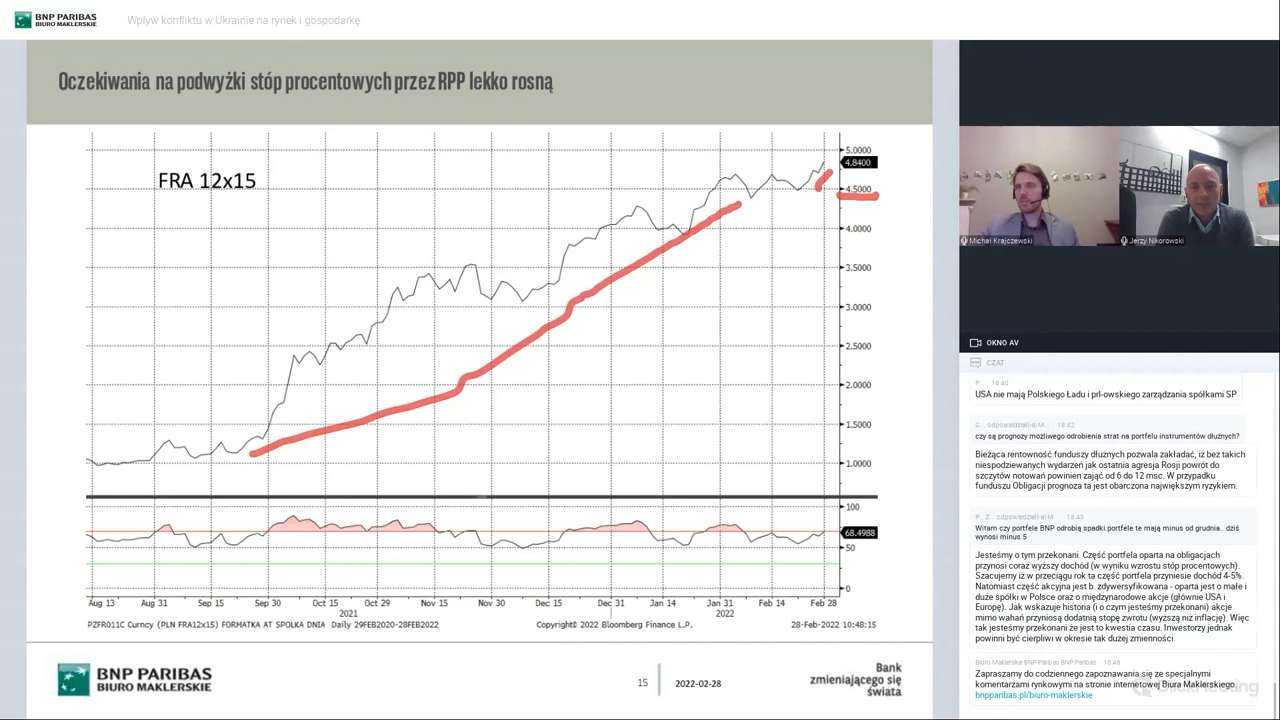 BNP PARIBAS
BIURO MAKLERSKIE
Wpływ konfliktu w Ukrainie na rynek i gospodarkę
Oczekiwania na podwyżki stóp procentowych przez RPP lekko rosną
FRA 12x15
5.0000
4.8400
4.5000
4.0000
3.5000
3.0000
2.5000
2.0000
1.5000
1.0000
100
68.4988
50
0
Aug 13 Aug 31 Sep 15 Sep 30 Oct 15 Oct 29 Nov 15 Nov 30 Dec 15 Dec 31 Jan 14 Jan 31 Feb 14 Feb 28
2021 2022
PZFR011C Curncy (PLN FRA12x15) FORMATKA AT SPOLKA DNIA Daily 29FEB2020-28FEB2022 Copyright© 2022 Bloomberg Finance L.P. 28-Feb-2022 10:48:15
BNP PARIBAS
BIURO MAKLERSKIE
15
2022-02-28
Bank
zmieniającego się
świata
Michał Krajczewski
Jerzy Nikorowski
OKNO AV
CZAT
P... 18:40
USA nie mają Polskiego Ładu i prl-owskiego zarządzania spółkami SP
odpowiedział(-a) M... 18:42
czy są prognozy możliwego odrobienia strat na portfelu instrumentów dłużnych?
Bieżąca rentowność funduszy dłużnych pozwala zakładać, iż bez takich
niespodziewanych wydarzeń jak ostatnia agresja Rosji powrót do
szczytów notowań powinien zająć od 6 do 12 msc. W przypadku
funduszu Obligacji prognoza ta jest obarczona największym ryzykiem.
P... Z... odpowiedział(-a) M... 18:43
Witam czy portfele BNP odrobią spadki.portfele te mają minus od grudnia.. dziś
wynosi minus 5
Jesteśmy o tym przekonani. Część portfela oparta na obligacjach
przynosi coraz wyższy dochód (w wyniku wzrostu stóp procentowych).
Szacujemy iż w przeciągu rok ta część portfela przyniesie dochód 4-5%.
Natomiast część akcyjna jest b. zdywersyfikowana - oparta jest o małe i
duże spółki w Polsce oraz o międzynarodowe akcje (głównie USA i
Europę). Jak wskazuje historia (i o czym jesteśmy przekonani) akcje
mimo wahań przyniosą dodatnią stopę zwrotu (wyższą niż inflację). Więc
tak jesteśmy przekonani że jest to kwestia czasu. Inwestorzy jednak
powinni być cierpliwi w okresie tak dużej zmienności.
Biuro Maklerskie BNP Paribas BNP Paribas 18:46
Zapraszamy do codziennego zapoznawania się ze specjalnymi
komentarzami rynkowymi na stronie internetowej Biura Maklerskiego.
bnpparibas.pl/biuro-maklerskie
ClickMeeting